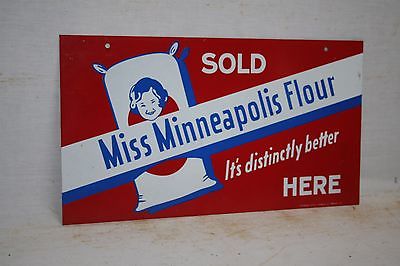 SOLD
Miss Minneapolis Flour
It's distinctly better
HERE